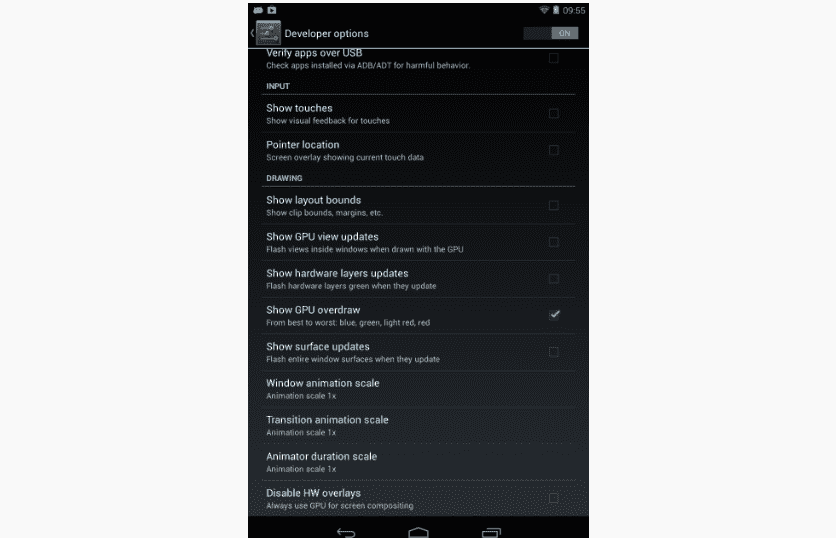 09:55
Developer options
ON
Verify apps over USB
Check apps installed via ADB/ADT for harmful behavior.
INPUT
Show touches
Show visual feedback for touches
Pointer location
Screen overlay showing current touch data
DRAWING
Show layout bounds
Show clip bounds, margins, etc.
Show GPU view updates
Flash views inside windows when drawn with the GPU
Show hardware layers updates
Flash hardware layers green when they update
Show GPU overdraw
From best to worst: blue, green, light red, red
Show surface updates
Flash entire window surfaces when they update
Window animation scale
Animation scale 1x
Transition animation scale
Animation scale 1x
Animator duration scale
Animation scale 1x
Disable HW overlays
Always use GPU for screen compositing